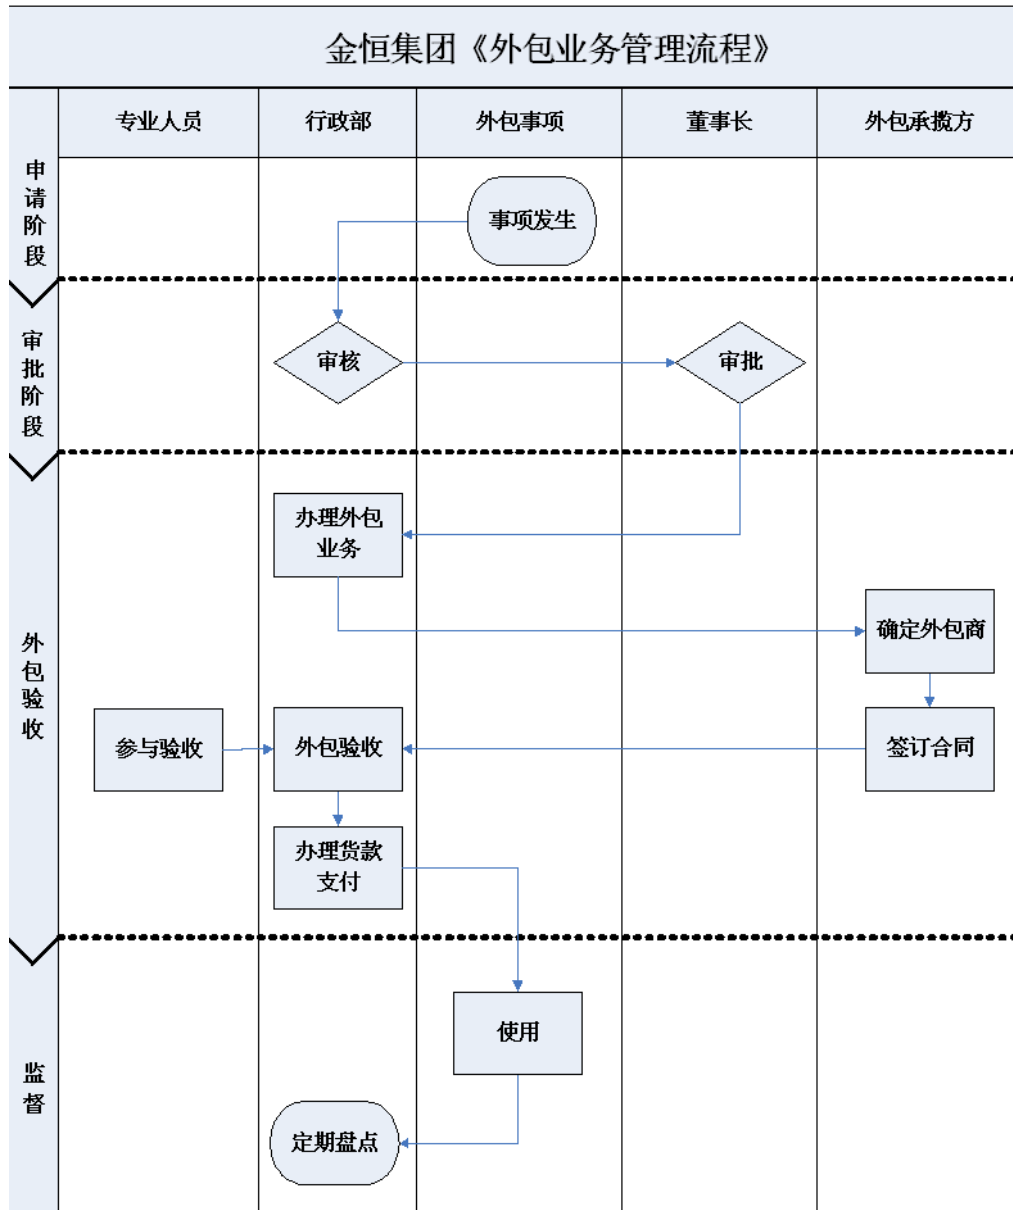 金恒集团《外包业务管理流程》
专业人员
行政部
外包事项
董事长
外包承揽方
申
请
阶
段
事项发生
审
批
阶
段
审核
审批
外
包
验
收
办理外包
业务
确定外包商
参与验收
外包验收
签订合同
办理货款
支付
监
督
使用
定期盘点